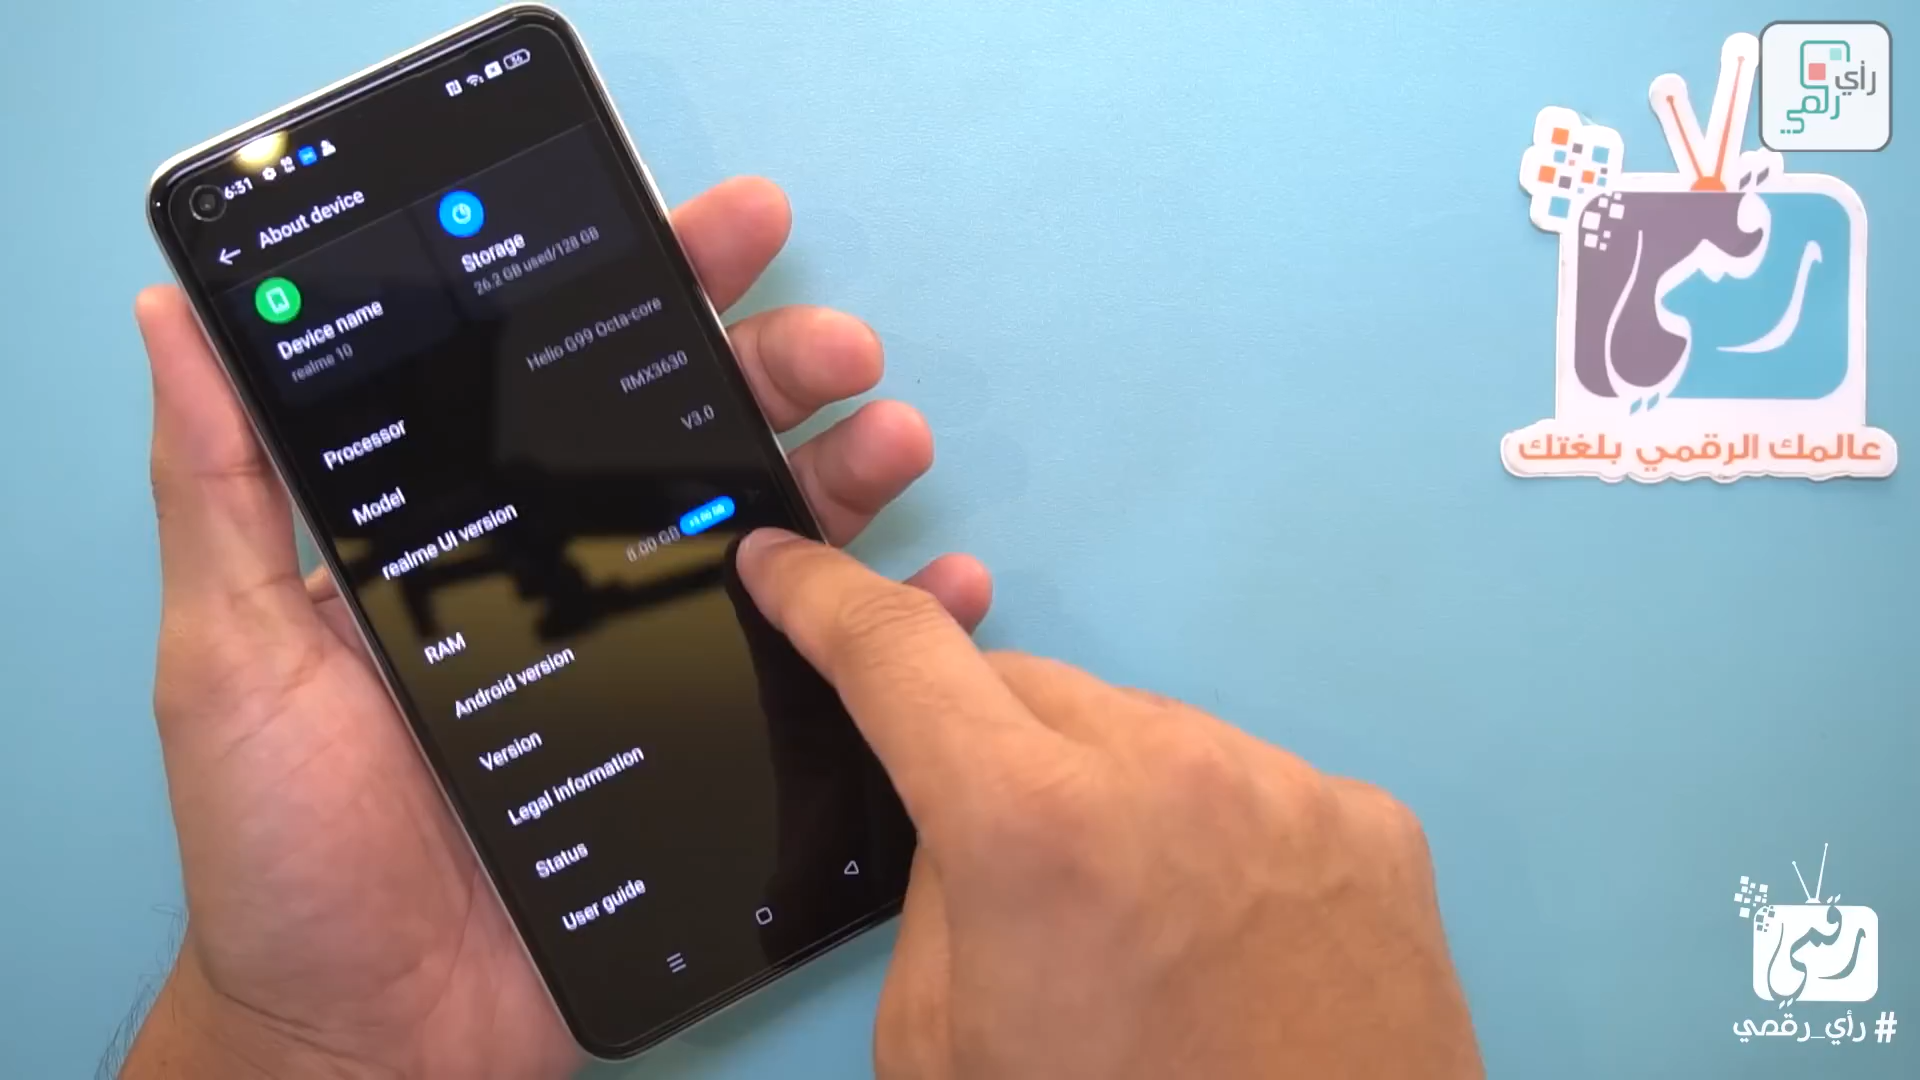 6:31
36
About device
Device name
realme 10
Storage
26.2 GB used/128 GB
Processor
Helio G99 Octa-core
Model
RMX3630
realme UI version
V3.0
RAM
8.00 GB
Android version
Version
Legal information
Status
User guide
رأي
رقمي
رقمي
عالمك الرقمي بلغتك
رقمي
#رأي_رقمي